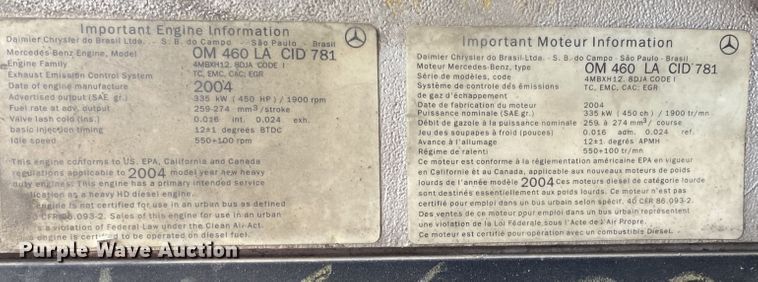 Important Engine Information
Daimler Chrysler do Brasil Ltda. - S. B. do Campo - São Paulo - Brasil
Mercedes-Benz Engine, Model OM 460 LA CID 781
Engine Family 4MBXH12. 8DJA CODE I
Exhaust Emission Control System TC, EMC, CAC; EGR
Date of engine manufacture 2004
Advertised output (SAE gr.) 335 kW (450 HP) / 1900 rpm
Fuel rate at adv. output 259-274 mm³/stroke
Valve lash cold (ins.) 0.016 int. 0.024 exh.
basic injection timing 12±1 degrees BTDC
Idle speed 550+100 rpm
This engine conforms to US. EPA, California and Canada
regulations applicable to 2004 model year new heavy
duty engines. This engine has a primary intended service
application as a heavy HD diesel engine.
engine is not certified for use in an urban bus as defined
CFR 86.093-2. Sales of this engine for use in an urban
is a violation of Federal Law under the Clean Air-Act.
engine is certified to be operated on diesel fuel.
Important Moteur Information
Daimler Chrysler do Brasil Ltda. - S. B. do Campo - São Paulo - Brasil
Moteur Mercedes-Benz, type OM 460 LA CID 781
Série de modèles, code 4MBXH12. 8DJA CODE I
Système de contrôle des émissions TC, EMC, CAC; EGR
de gaz d'échappement
Date de fabrication du moteur 2004
Puissance nominale (SAE gr.) 335 kW (450 ch) / 1900 tr/mn
Débit de gazole à la puissance nominale 259. à 274 mm³/ course
Jeu des soupapes à froid (pouces) 0.016 adm. 0.024 ref.
Avance à l'allumage 12±1 degrés APMH
Régime de ralenti 550+100 tr/mn
Ce moteur est conforme à la réglementation américaine EPA en vigueur
en Californie et au Canada, applicable aux nouveaux moteurs de poids
lourds de l'année modèle 2004 Ces moteurs diesel de catégorie lourde
sont destinés essentiellement aux poids lourds. Ce moteur n'est pas
certifié pour emploi dans un bus urbain selon spécif. 40 CFR 86.093-2.
Des ventes de ce moteur pour emploi dans un bus urbain représentent
une violation de la Loi Féderale sous l'Acte de l'Air Propre.
Ce moteur est certifié pour opération avec un combustible Diesel.
Purple Wave Auction